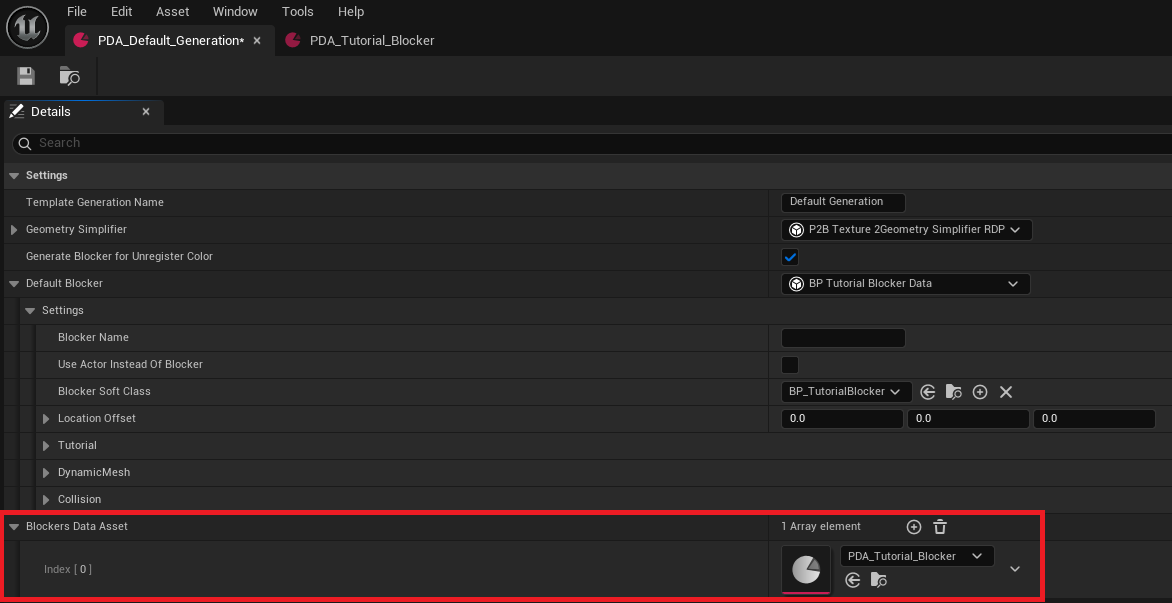 File Edit Asset Window Tools Help
PDA_Default_Generation* PDA_Tutorial_Blocker
Details
Search
Settings
Template Generation Name Default Generation
Geometry Simplifier P2B Texture 2Geometry Simplifier RDP
Generate Blocker for Unregister Color
Default Blocker BP Tutorial Blocker Data
Settings
Blocker Name
Use Actor Instead Of Blocker
Blocker Soft Class BP_TutorialBlocker
Location Offset 0.0 0.0 0.0
Tutorial
DynamicMesh
Collision
Blockers Data Asset 1 Array element
PDA_Tutorial_Blocker
Index [ 0 ]